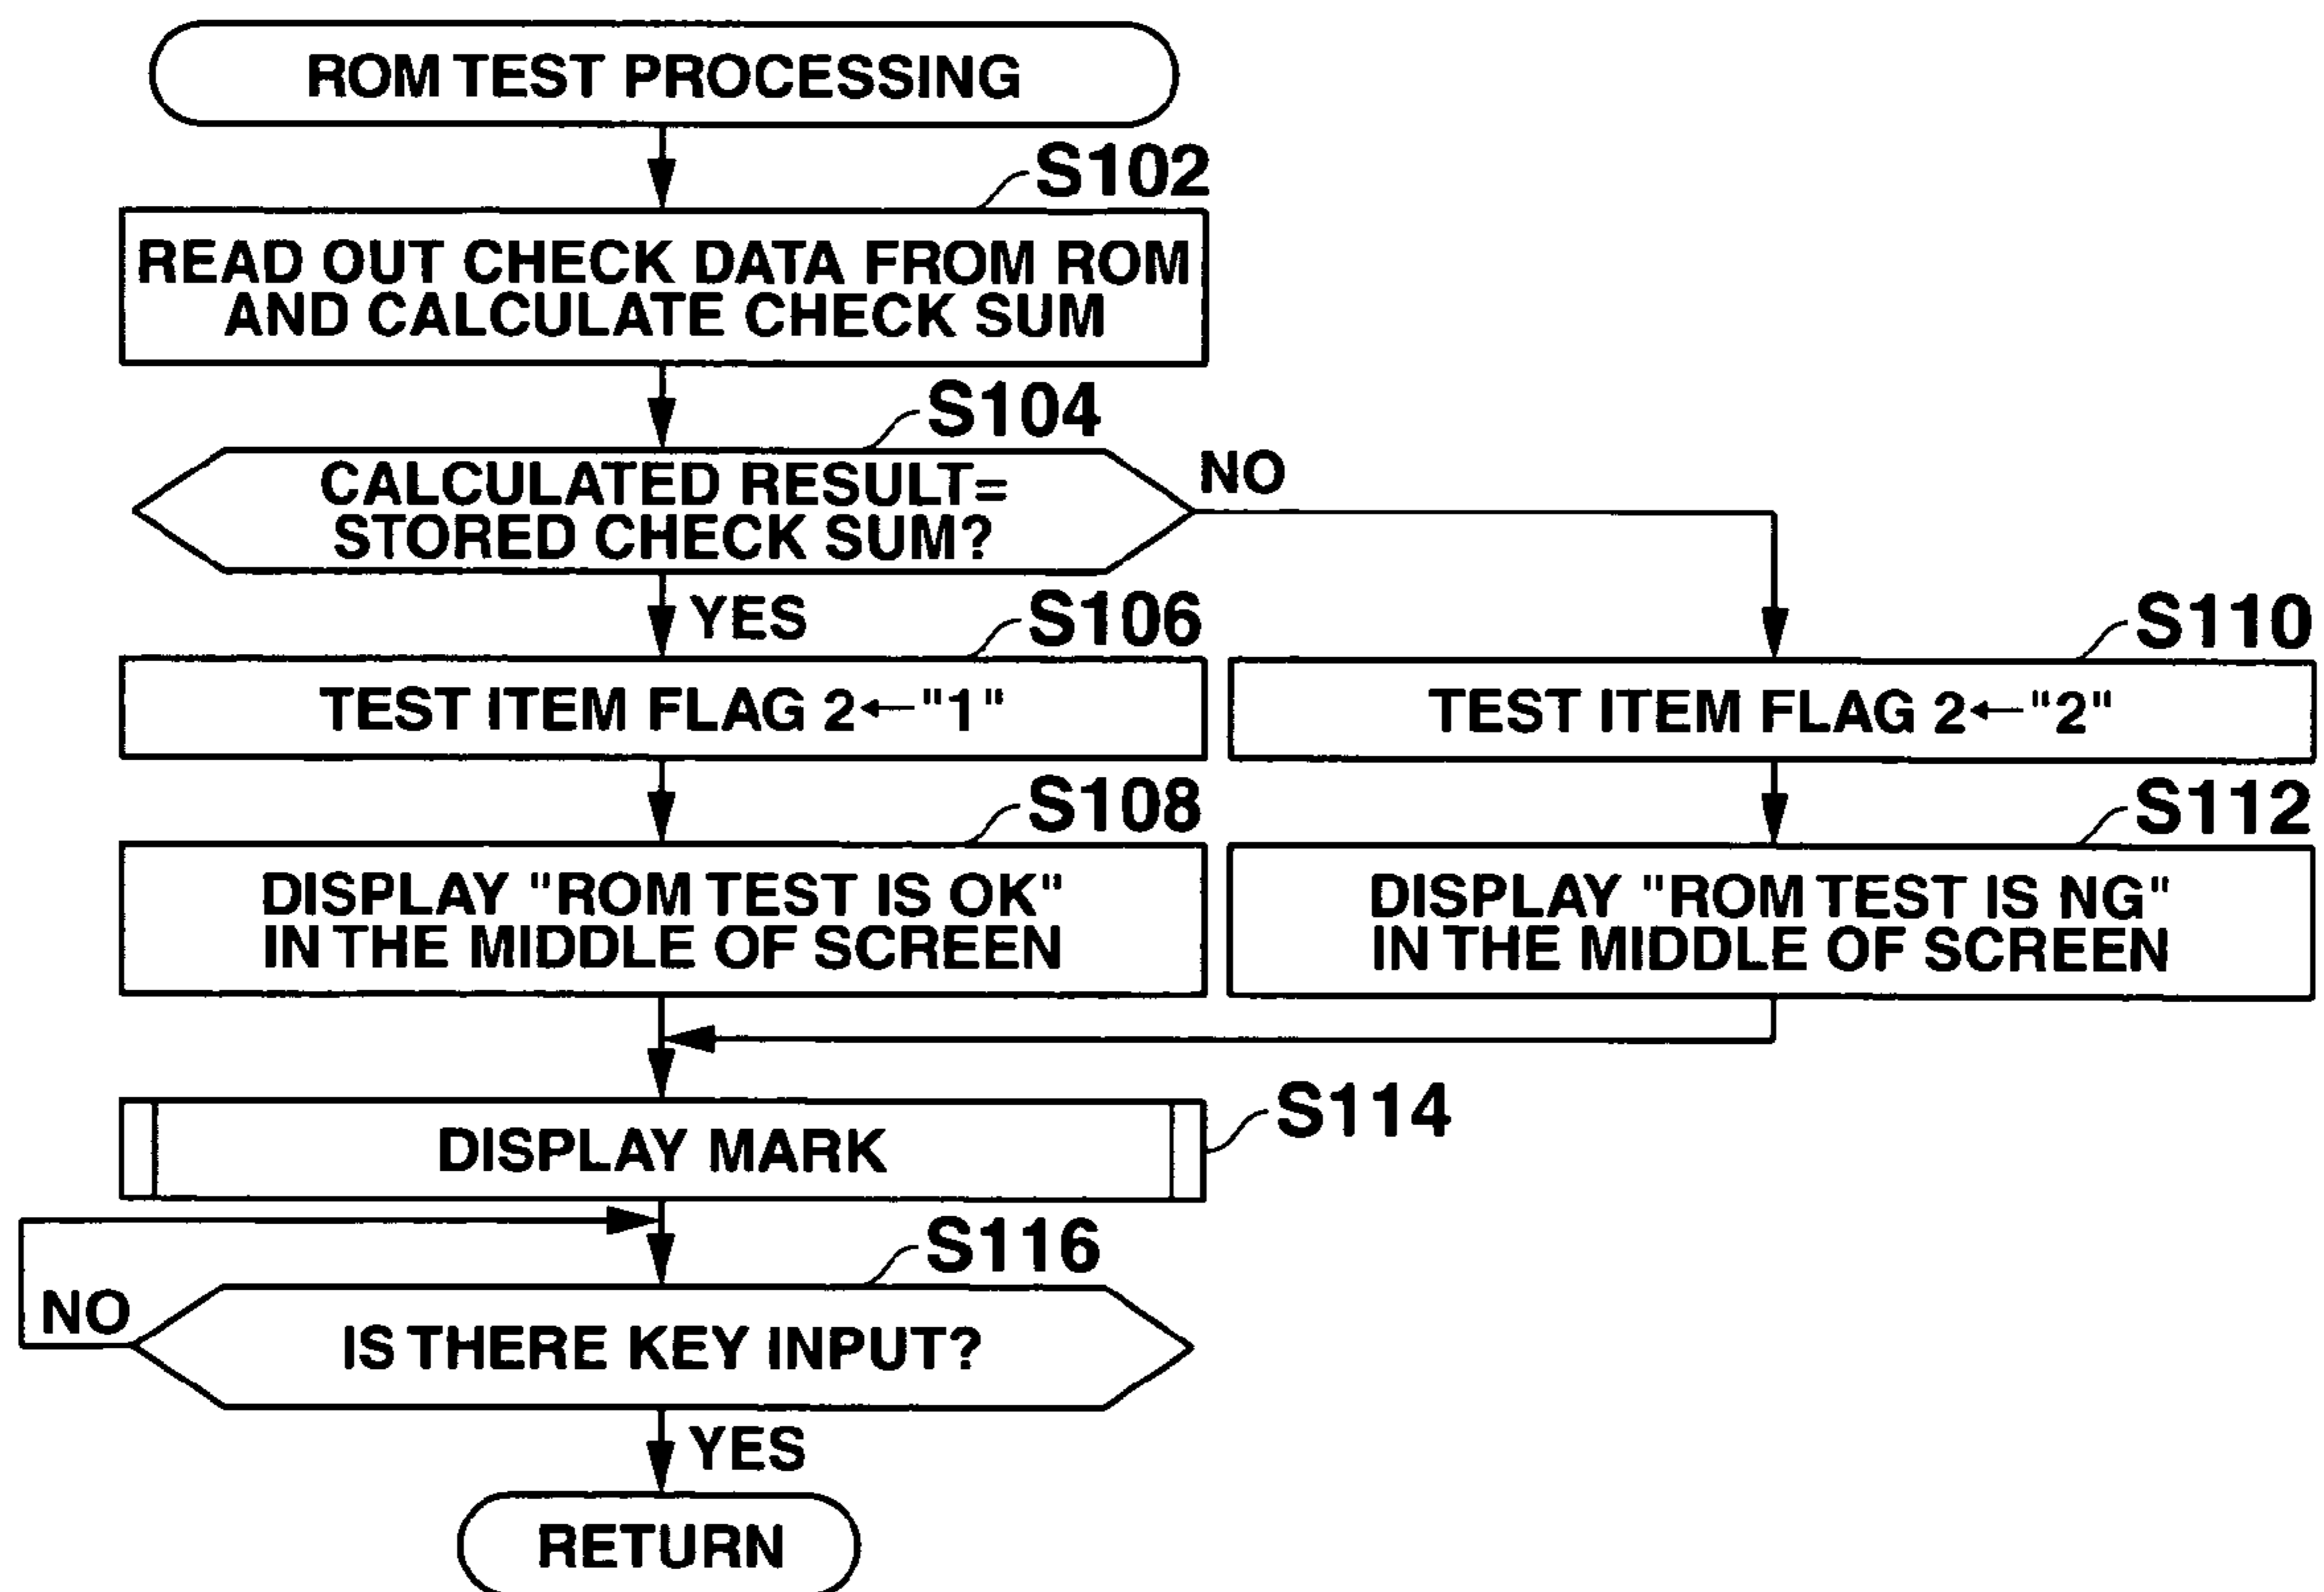 ROM TEST PROCESSING
S102
READ OUT CHECK DATA FROM ROM
AND CALCULATE CHECK SUM
S104
CALCULATED RESULT=
STORED CHECK SUM?
NO
YES
S106
TEST ITEM FLAG 2←"1"
S110
TEST ITEM FLAG 2←"2"
S108
DISPLAY "ROM TEST IS OK"
IN THE MIDDLE OF SCREEN
S112
DISPLAY "ROM TEST IS NG"
IN THE MIDDLE OF SCREEN
S114
DISPLAY MARK
S116
NO
IS THERE KEY INPUT?
YES
RETURN